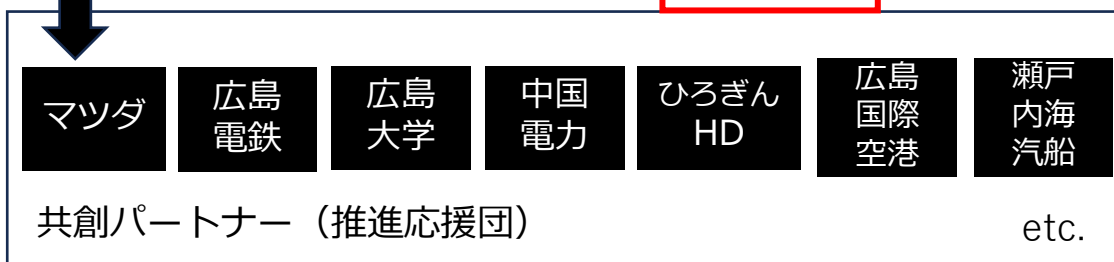 マツダ
広島
電鉄
広島
大学
中国
電力
ひろぎん
HD
広島
国際
空港
瀬戸
内海
汽船
共創パートナー（推進応援団）
etc.